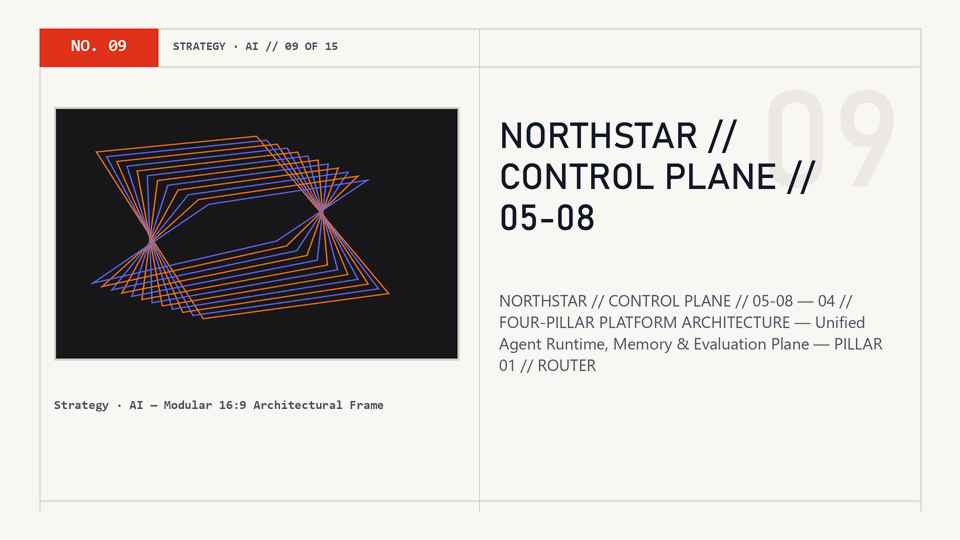 NO. 09
STRATEGY · AI // 09 OF 15
09
NORTHSTAR //
CONTROL PLANE //
05-08
NORTHSTAR // CONTROL PLANE // 05-08 — 04 //
FOUR-PILLAR PLATFORM ARCHITECTURE — Unified
Agent Runtime, Memory & Evaluation Plane — PILLAR
01 // ROUTER
Strategy · AI — Modular 16:9 Architectural Frame